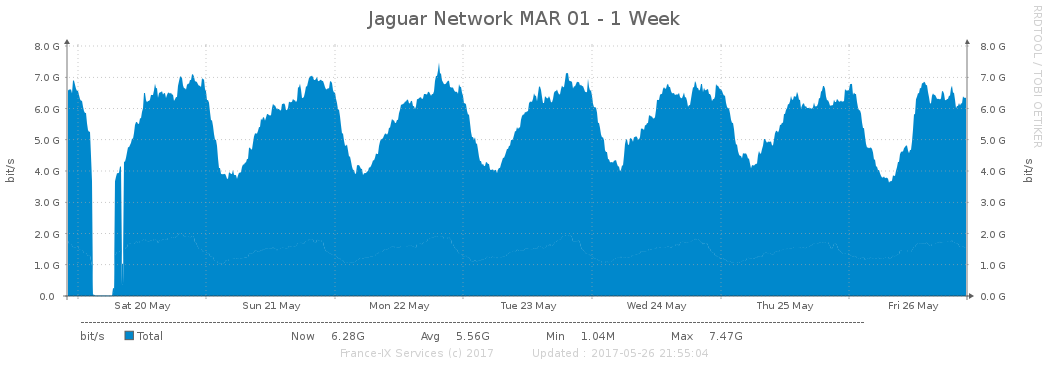 Jaguar Network MAR 01 - 1 Week
RRDTOOL / TOBI OETIKER
8.0 G 8.0 G
7.0 G 7.0 G
6.0 G 6.0 G
5.0 G 5.0 G
4.0 G 4.0 G
3.0 G 3.0 G
2.0 G 2.0 G
1.0 G 1.0 G
0.0 0.0 G
bit/s
bit/s
Sat 20 May Sun 21 May Mon 22 May Tue 23 May Wed 24 May Thu 25 May Fri 26 May
bit/s Total Now 6.28G Avg 5.56G Min 1.04M Max 7.47G
France-IX Services (c) 2017 Updated : 2017-05-26 21:55:04